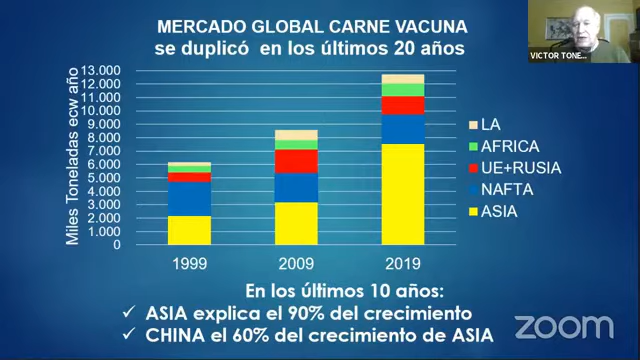 MERCADO GLOBAL CARNE VACUNA
se duplicó en los últimos 20 años
VICTOR TONE...
Miles Toneladas ecw año
13.000
12.000
11.000
10.000
9.000
8.000
7.000
6.000
5.000
4.000
3.000
2.000
1.000
0
1999
2009
2019
LA
AFRICA
UE+RUSIA
NAFTA
ASIA
En los últimos 10 años:
✓ ASIA explica el 90% del crecimiento
✓ CHINA el 60% del crecimiento de ASIA
zoom